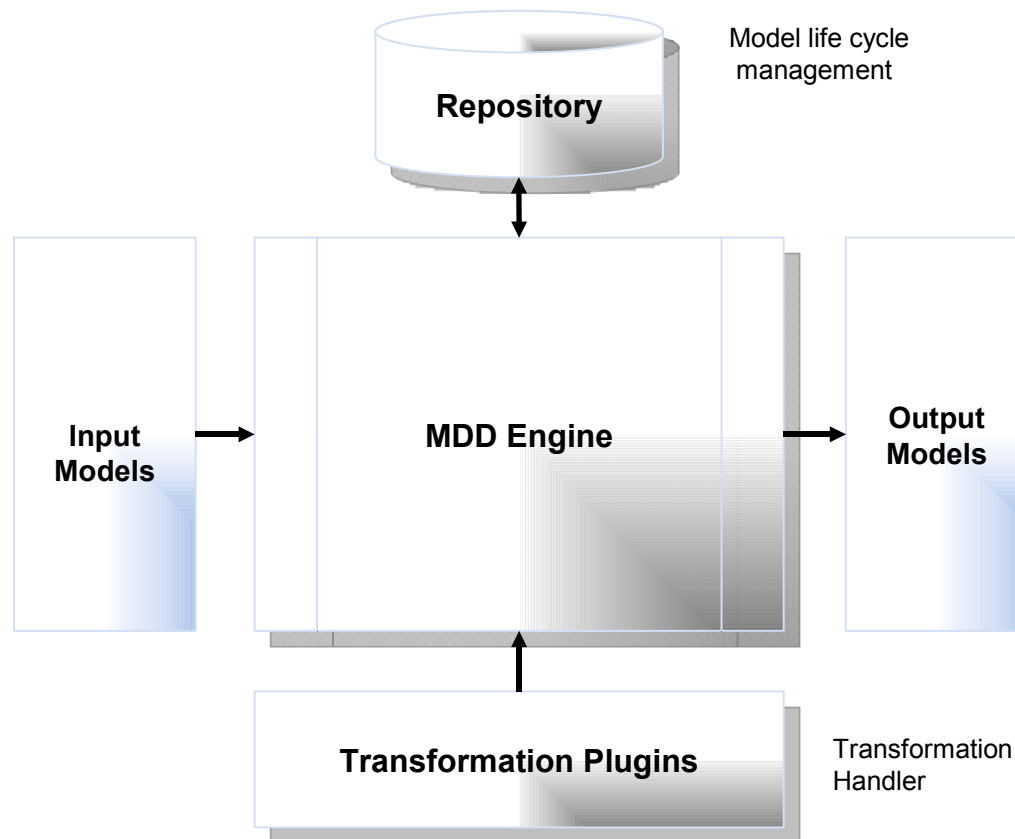 Model life cycle
management
Repository
Input
Models
MDD Engine
Output
Models
Transformation Plugins
Transformation
Handler